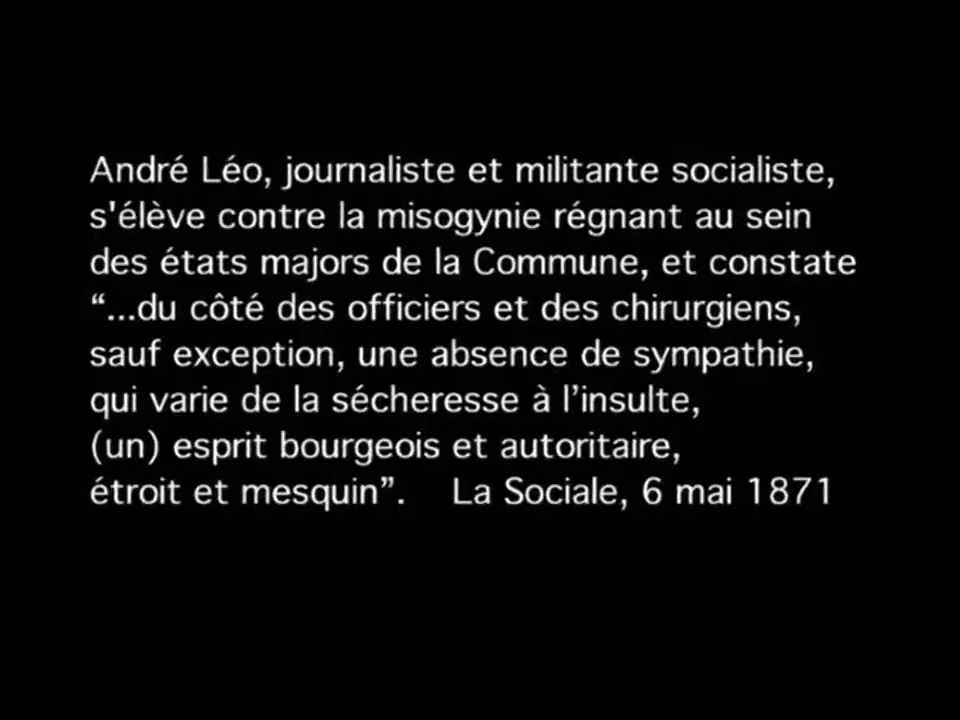 André Léo, journaliste et militante socialiste,
s'élève contre la misogynie régnant au sein
des états majors de la Commune, et constate
“...du côté des officiers et des chirurgiens,
sauf exception, une absence de sympathie,
qui varie de la sécheresse à l’insulte,
(un) esprit bourgeois et autoritaire,
étroit et mesquin”. La Sociale, 6 mai 1871